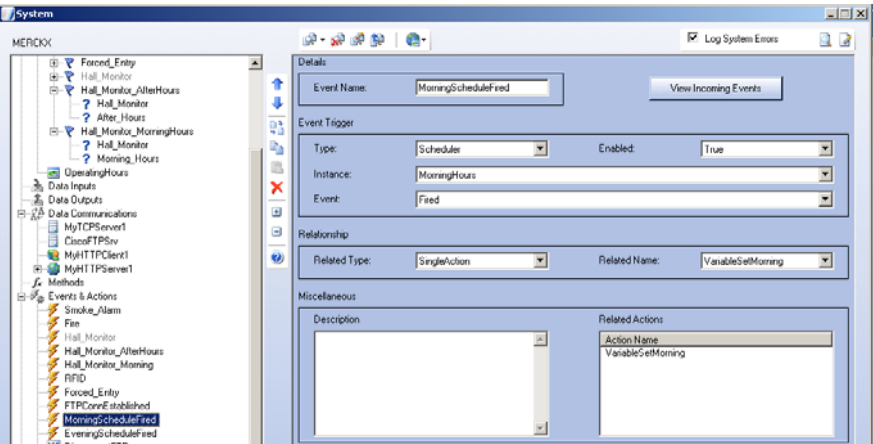 System
MERCKX
Log System Errors
Forced_Entry
Hall_Monitor
Hall_Monitor_AfterHours
Hall_Monitor
After_Hours
Hall_Monitor_MorningHours
Hall_Monitor
Morning_Hours
OperatingHours
Data Inputs
Data Outputs
Data Communications
MyTCPServer1
CiscoFTPSrv
MyHTTPClient1
MyHTTPServer1
Methods
Events & Actions
Smoke_Alarm
Fire
Hall_Monitor
Hall_Monitor_AfterHours
Hall_Monitor_Morning
RFID
Forced_Entry
FTPConnEstablished
MorningScheduleFired
EveningScheduleFired
Details
Event Name: MorningScheduleFired
View Incoming Events
Event Trigger
Type: Scheduler Enabled: True
Instance: MorningHours
Event: Fired
Relationship
Related Type: SingleAction Related Name: VariableSetMorning
Miscellaneous
Description
Related Actions
Action Name
VariableSetMorning